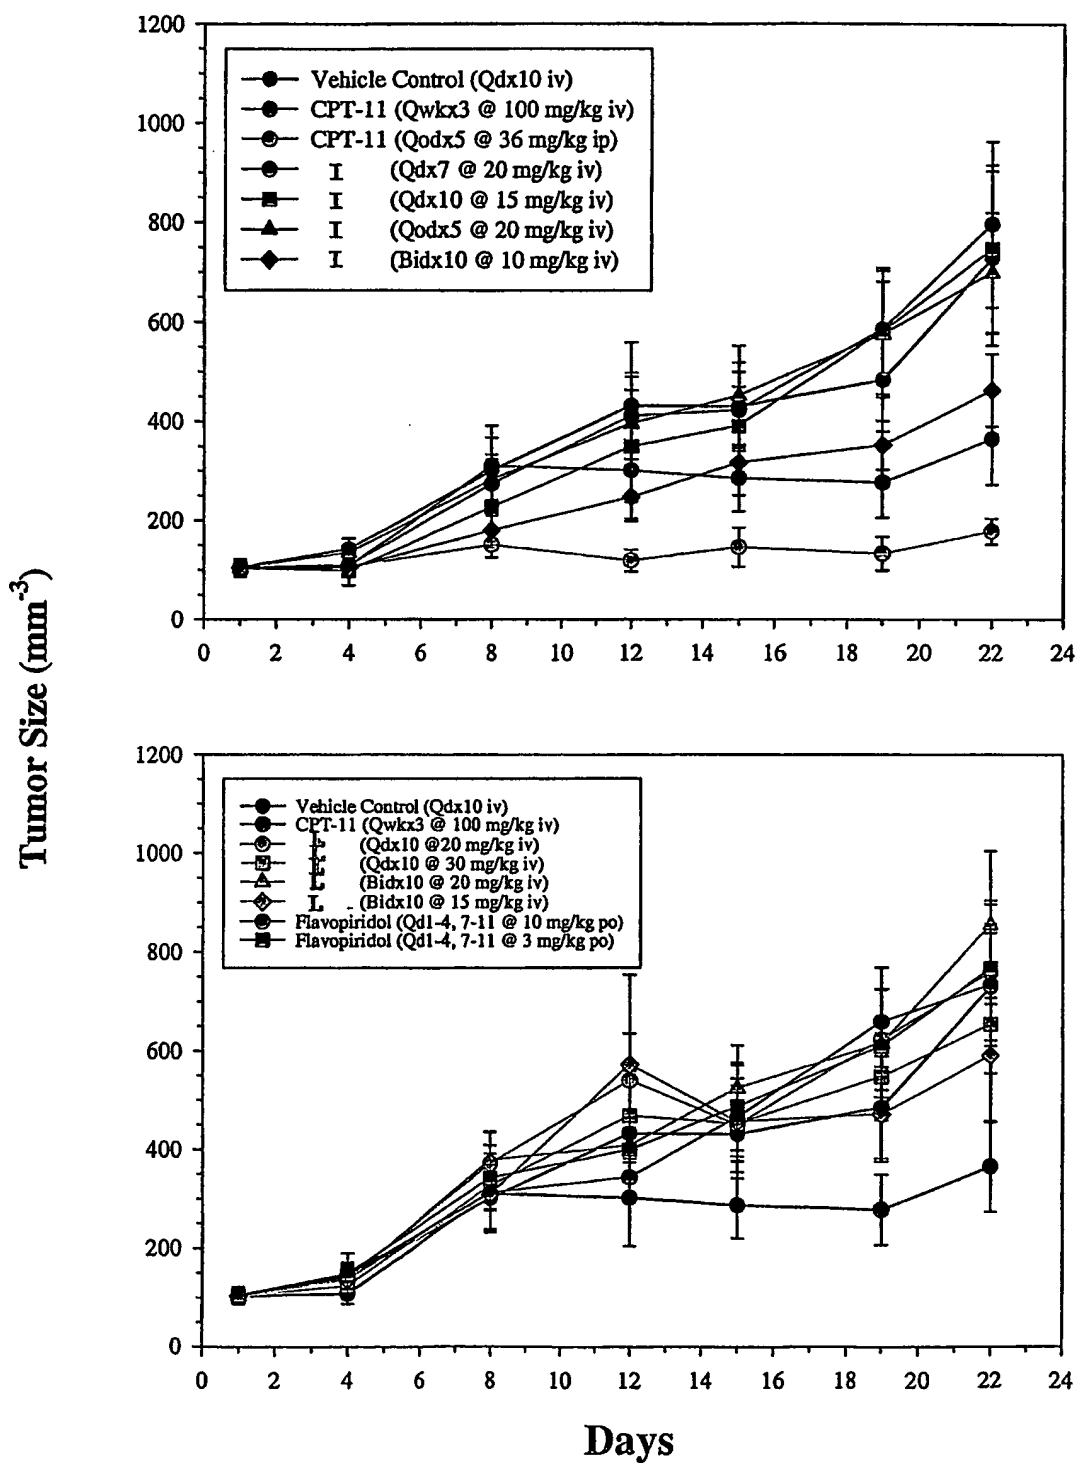 1200
1000
800
600
400
200
0
Vehicle Control (Qdx10 iv)
CPT-11 (Qwkx3 @ 100 mg/kg iv)
CPT-11 (Qodx5 @ 36 mg/kg ip)
I (Qdx7 @ 20 mg/kg iv)
I (Qdx10 @ 15 mg/kg iv)
I (Qodx5 @ 20 mg/kg iv)
I (Bidx10 @ 10 mg/kg iv)
0 2 4 6 8 10 12 14 16 18 20 22 24
Tumor Size (mm⁻³)
1200
1000
800
600
400
200
0
Vehicle Control (Qdx10 iv)
CPT-11 (Qwkx3 @ 100 mg/kg iv)
(Qdx10 @20 mg/kg iv)
(Qdx10 @ 30 mg/kg iv)
(Bidx10 @ 20 mg/kg iv)
(Bidx10 @ 15 mg/kg iv)
Flavopiridol (Qd1-4, 7-11 @ 10 mg/kg po)
Flavopiridol (Qd1-4, 7-11 @ 3 mg/kg po)
0 2 4 6 8 10 12 14 16 18 20 22 24
Days